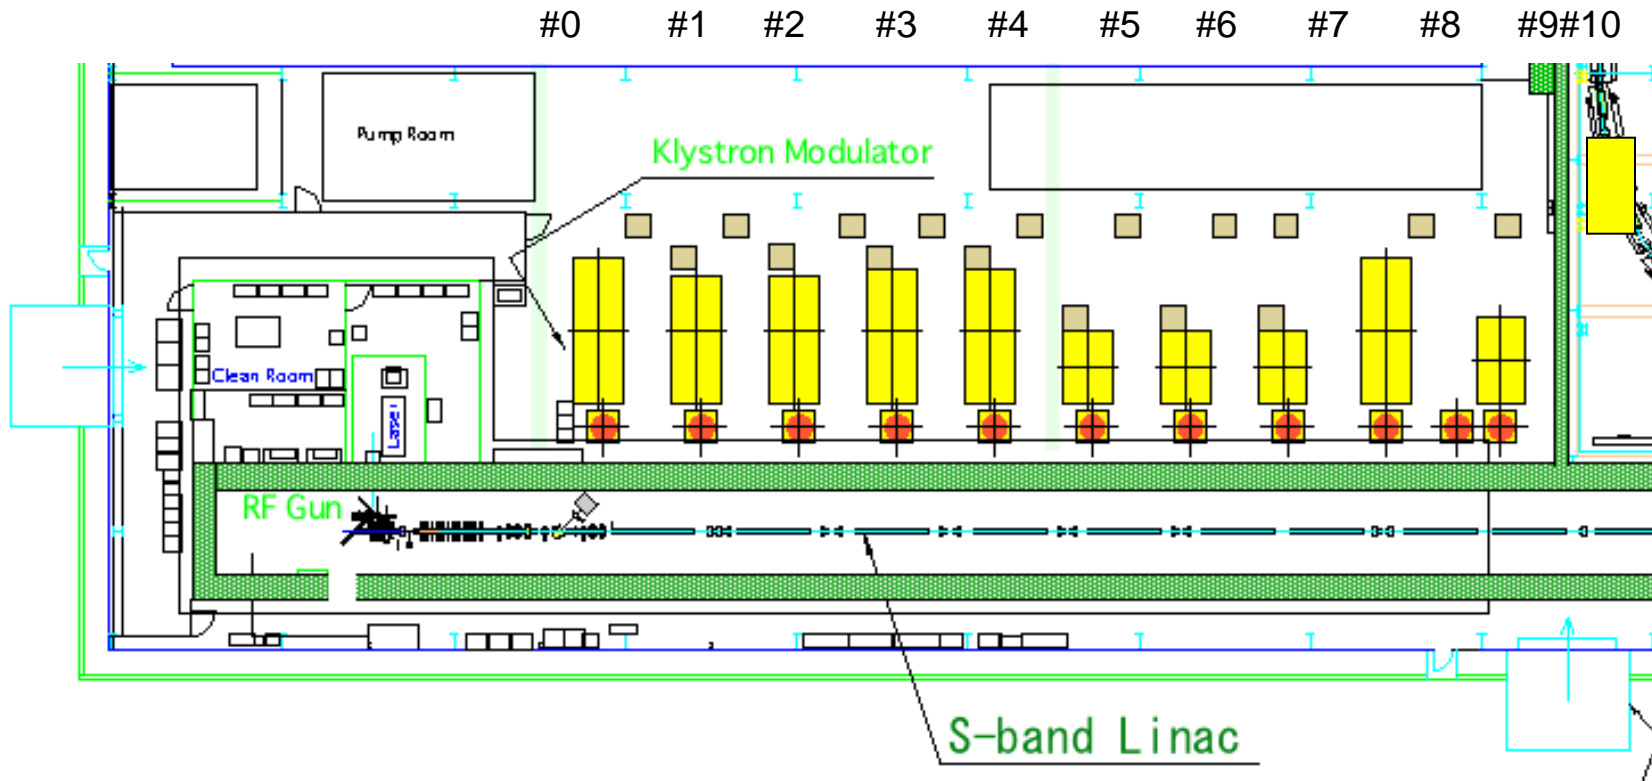 #0 #1 #2 #3 #4 #5 #6 #7 #8 #9#10
Pump Room
Klystron Modulator
Clean Room
Laser
RF Gun
S-band Linac